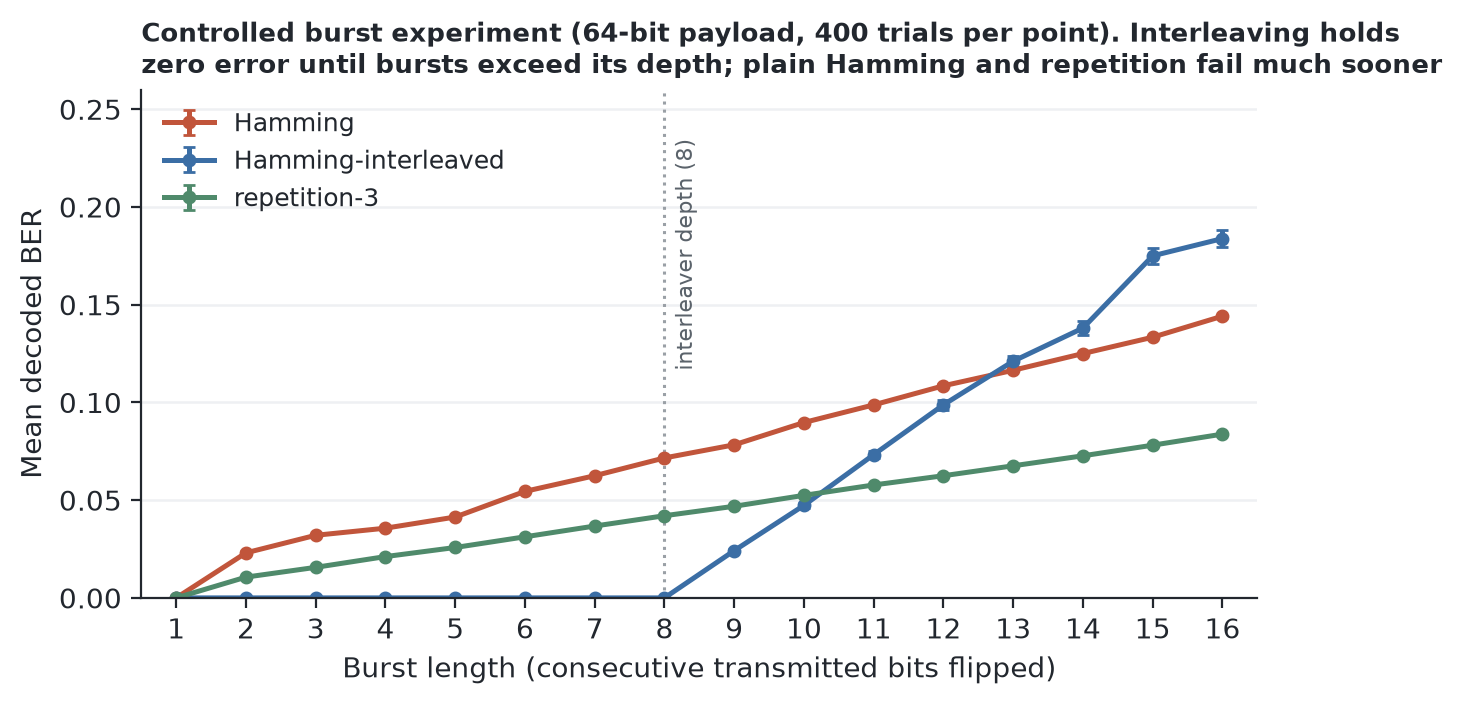 Controlled burst experiment (64-bit payload, 400 trials per point). Interleaving holds
zero error until bursts exceed its depth; plain Hamming and repetition fail much sooner
Hamming
Hamming-interleaved
repetition-3
interleaver depth (8)
Mean decoded BER
0.25
0.20
0.15
0.10
0.05
0.00
1 2 3 4 5 6 7 8 9 10 11 12 13 14 15 16
Burst length (consecutive transmitted bits flipped)